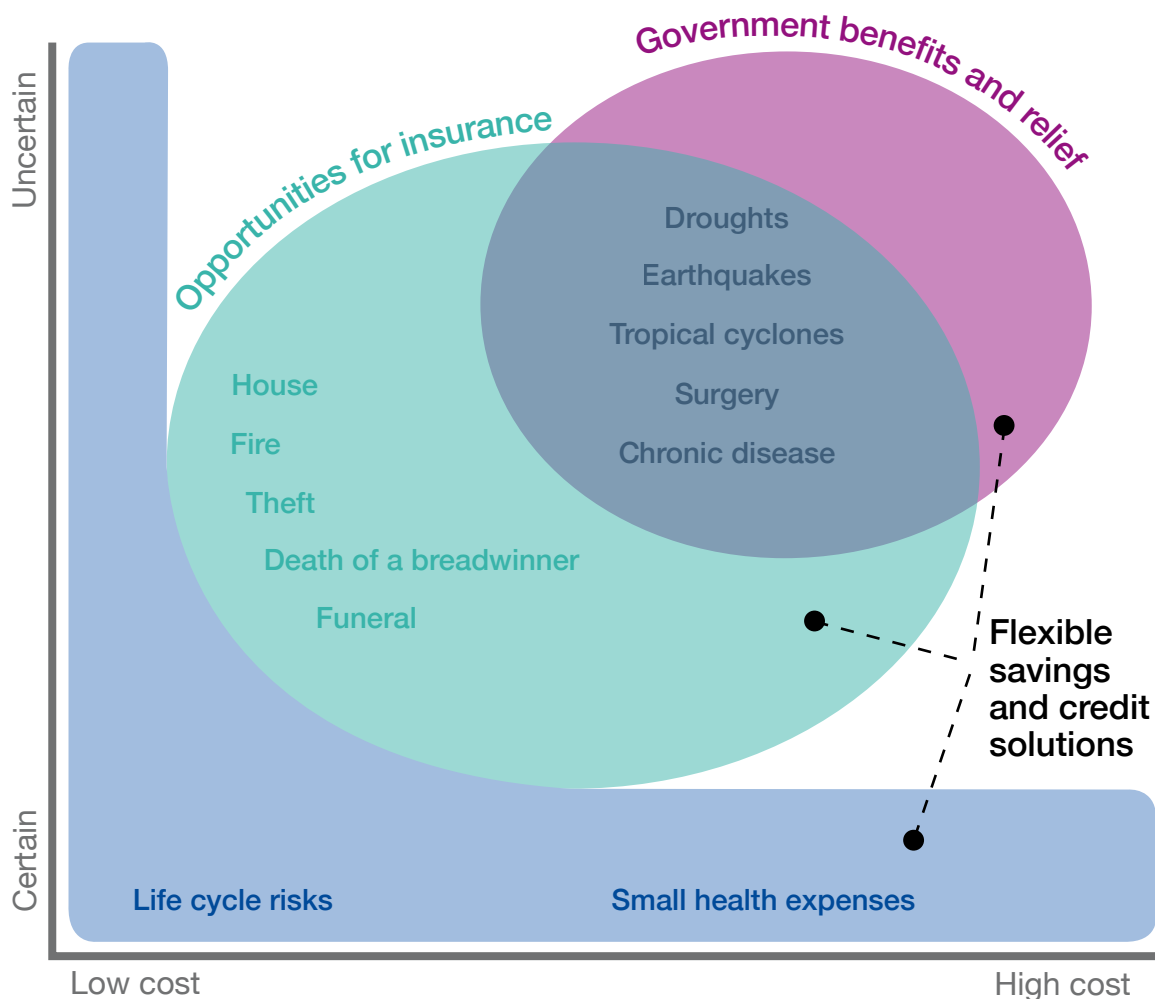 Government benefits and relief
Opportunities for insurance
Uncertain
Droughts
Earthquakes
Tropical cyclones
Surgery
Chronic disease
House
Fire
Theft
Death of a breadwinner
Funeral
Flexible
savings
and credit
solutions
Certain
Life cycle risks
Small health expenses
Low cost
High cost